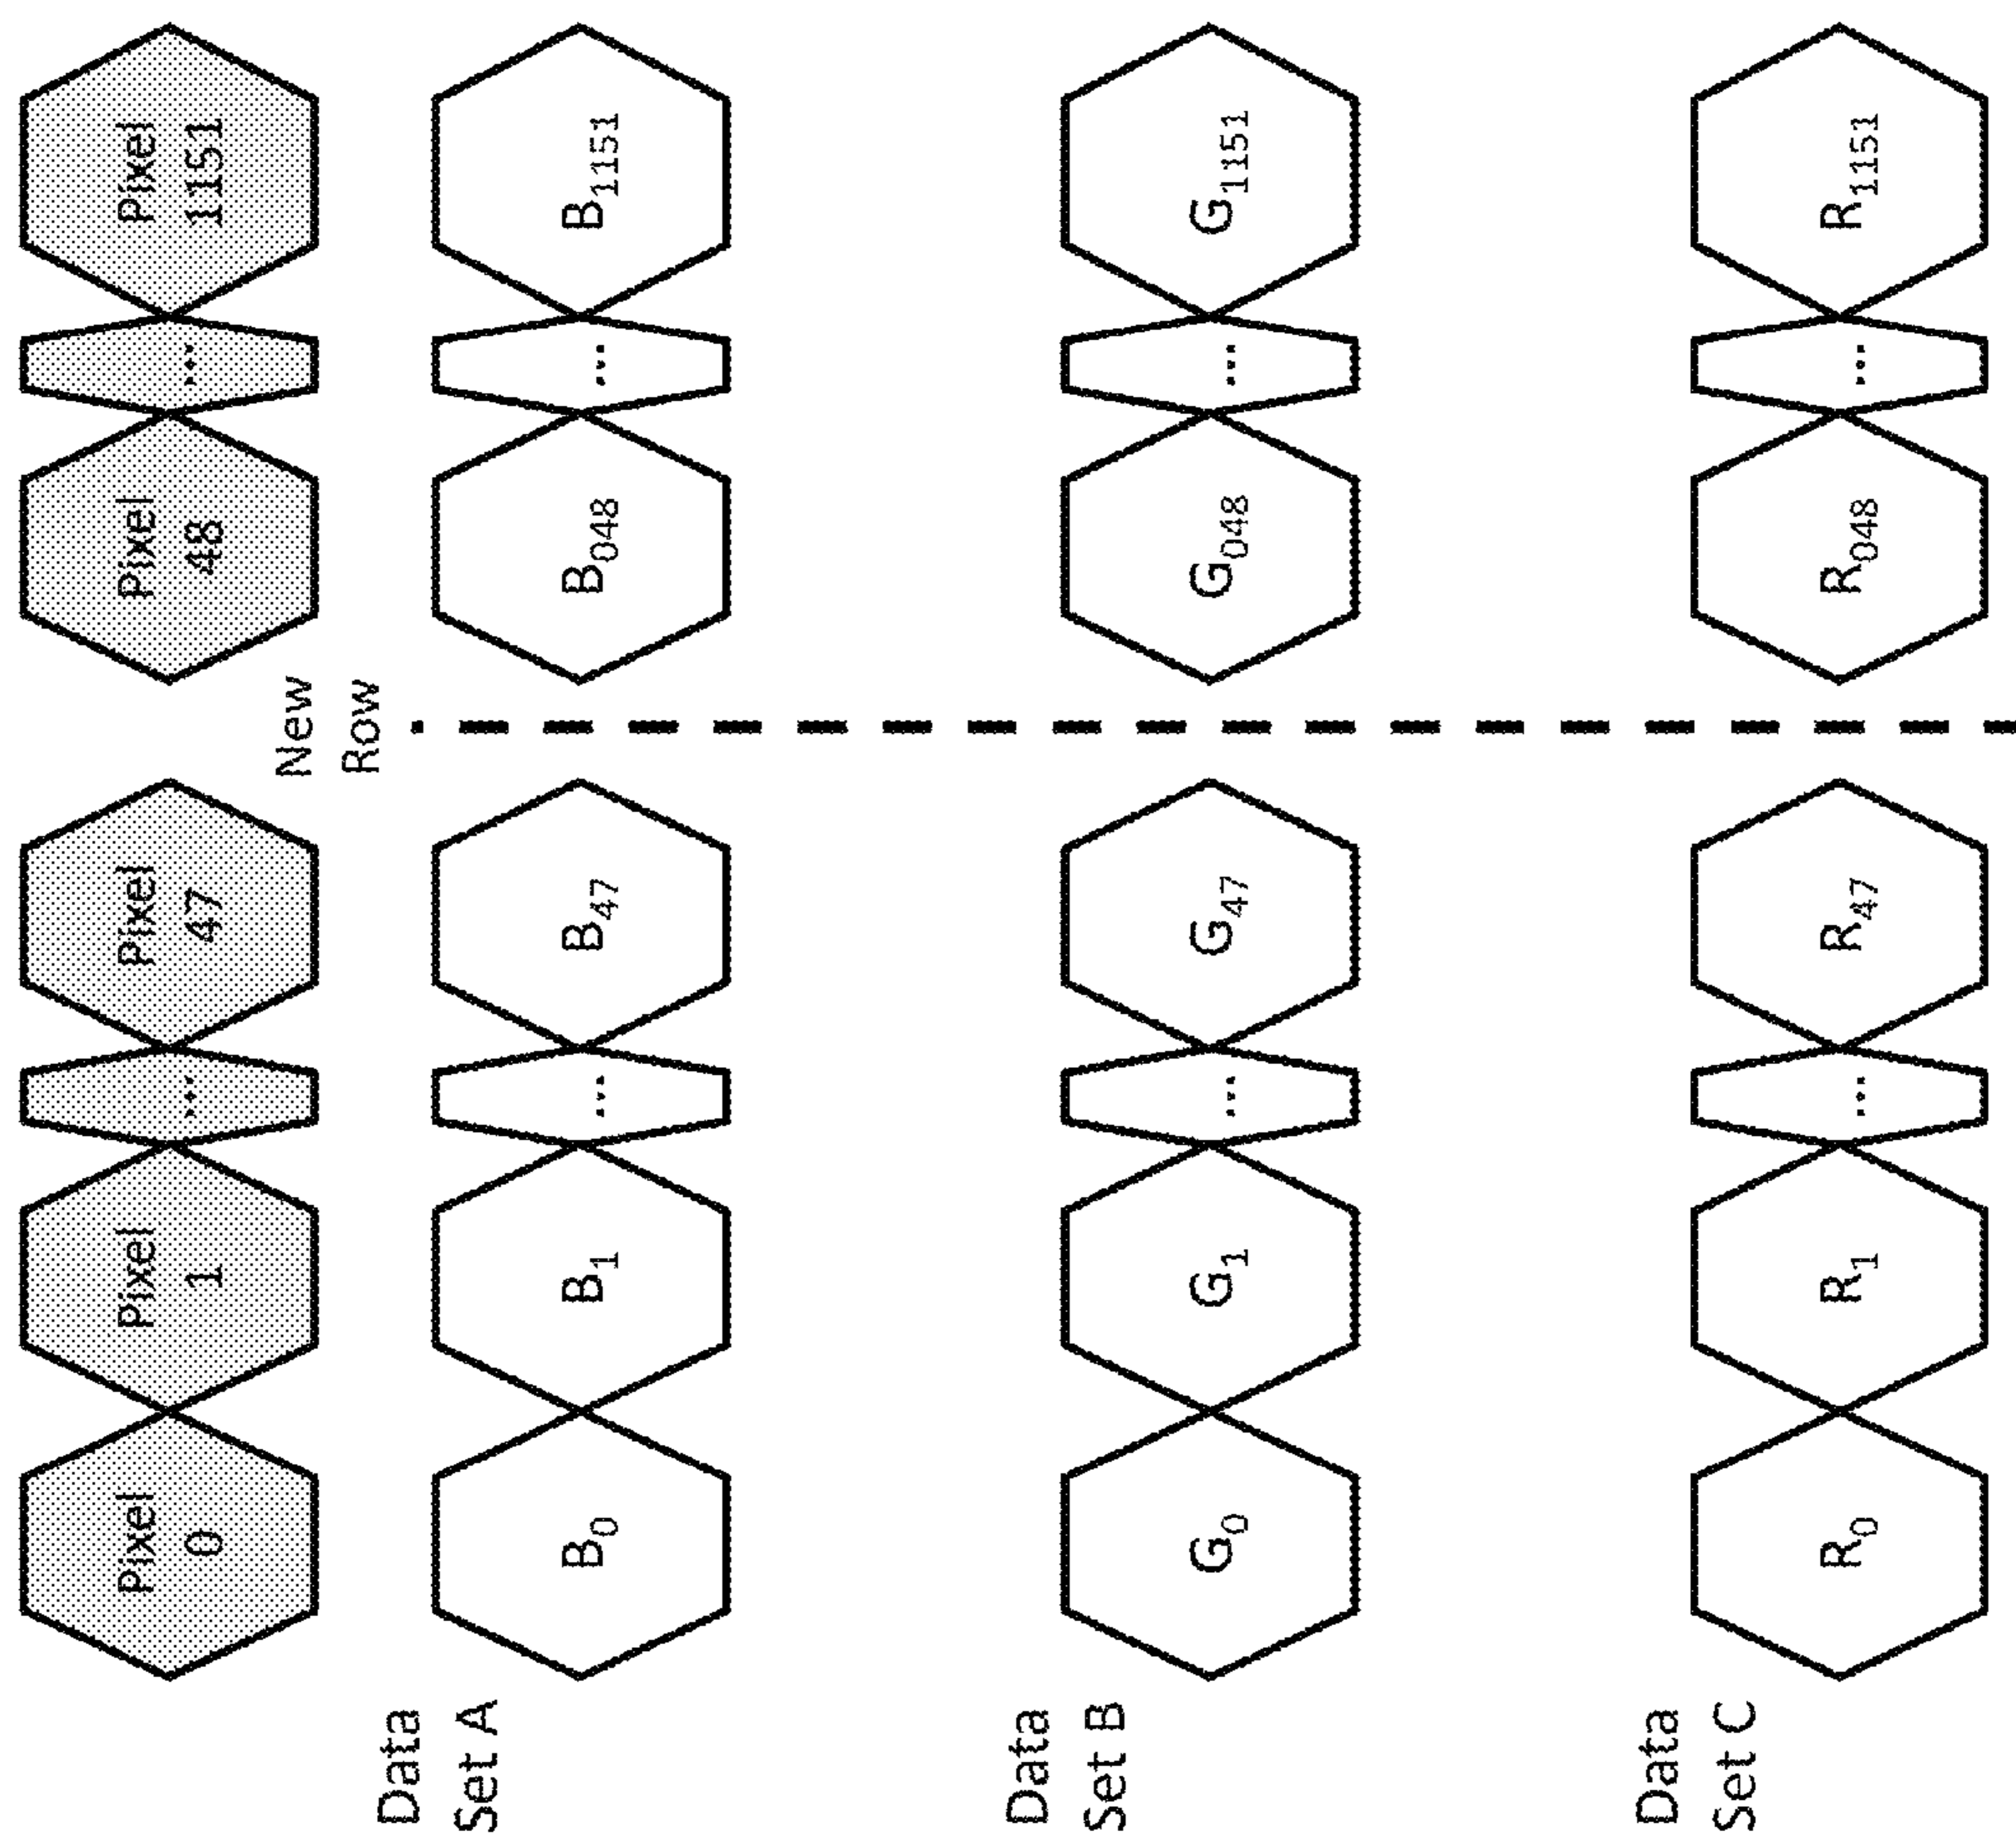 Pixel
0
Pixel
1
...
Pixel
47
Pixel
48
...
Pixel
1151
New
Row
Data
Set A
B0
B1
...
B47
B048
...
B1151
Data
Set B
G0
G1
...
G47
G048
...
G1151
Data
Set C
R0
R1
...
R47
R048
...
R1151